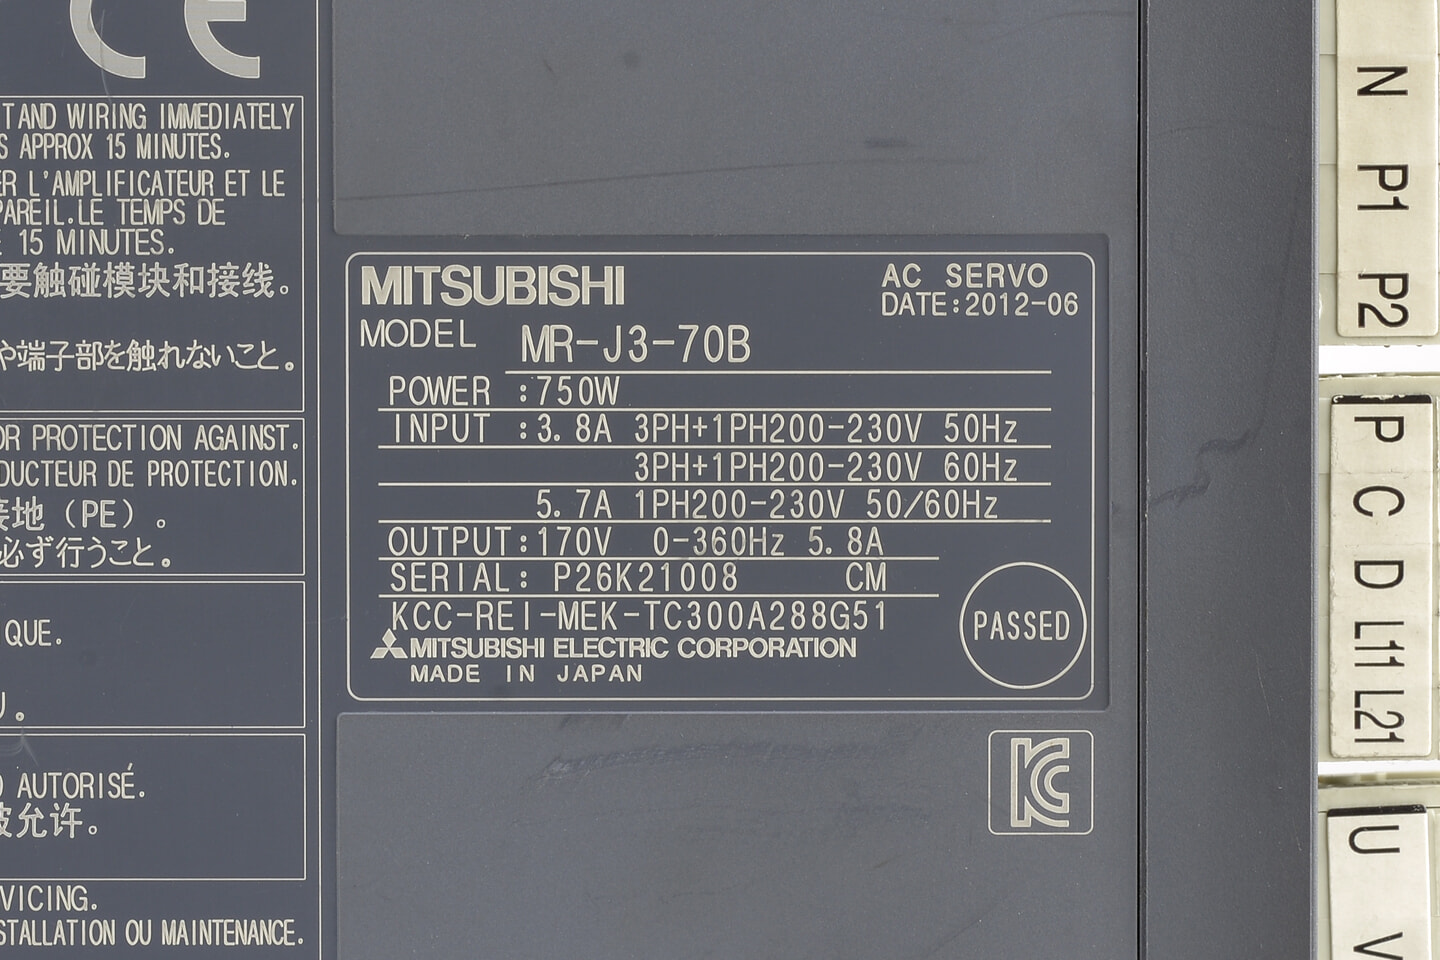 CE
T AND WIRING IMMEDIATELY
S APPROX 15 MINUTES.
ER L'AMPLIFICATEUR ET LE
PAREIL.LE TEMPS DE
15 MINUTES.
要触碰模块和接线。
や端子部を触れないこと。
OR PROTECTION AGAINST.
DUCTEUR DE PROTECTION.
接地（PE）。
必ず行うこと。
QUE.
AUTORISÉ.
被允许。
VICING.
STALLATION OU MAINTENANCE.
MITSUBISHI
AC SERVO
DATE:2012-06
MODEL MR-J3-70B
POWER :750W
INPUT :3.8A 3PH+1PH200-230V 50Hz
3PH+1PH200-230V 60Hz
5.7A 1PH200-230V 50/60Hz
OUTPUT:170V 0-360Hz 5.8A
SERIAL: P26K21008 CM
KCC-REI-MEK-TC300A288G51
MITSUBISHI ELECTRIC CORPORATION
MADE IN JAPAN
PASSED
KC
N P1 P2
P C D L11 L21
U V